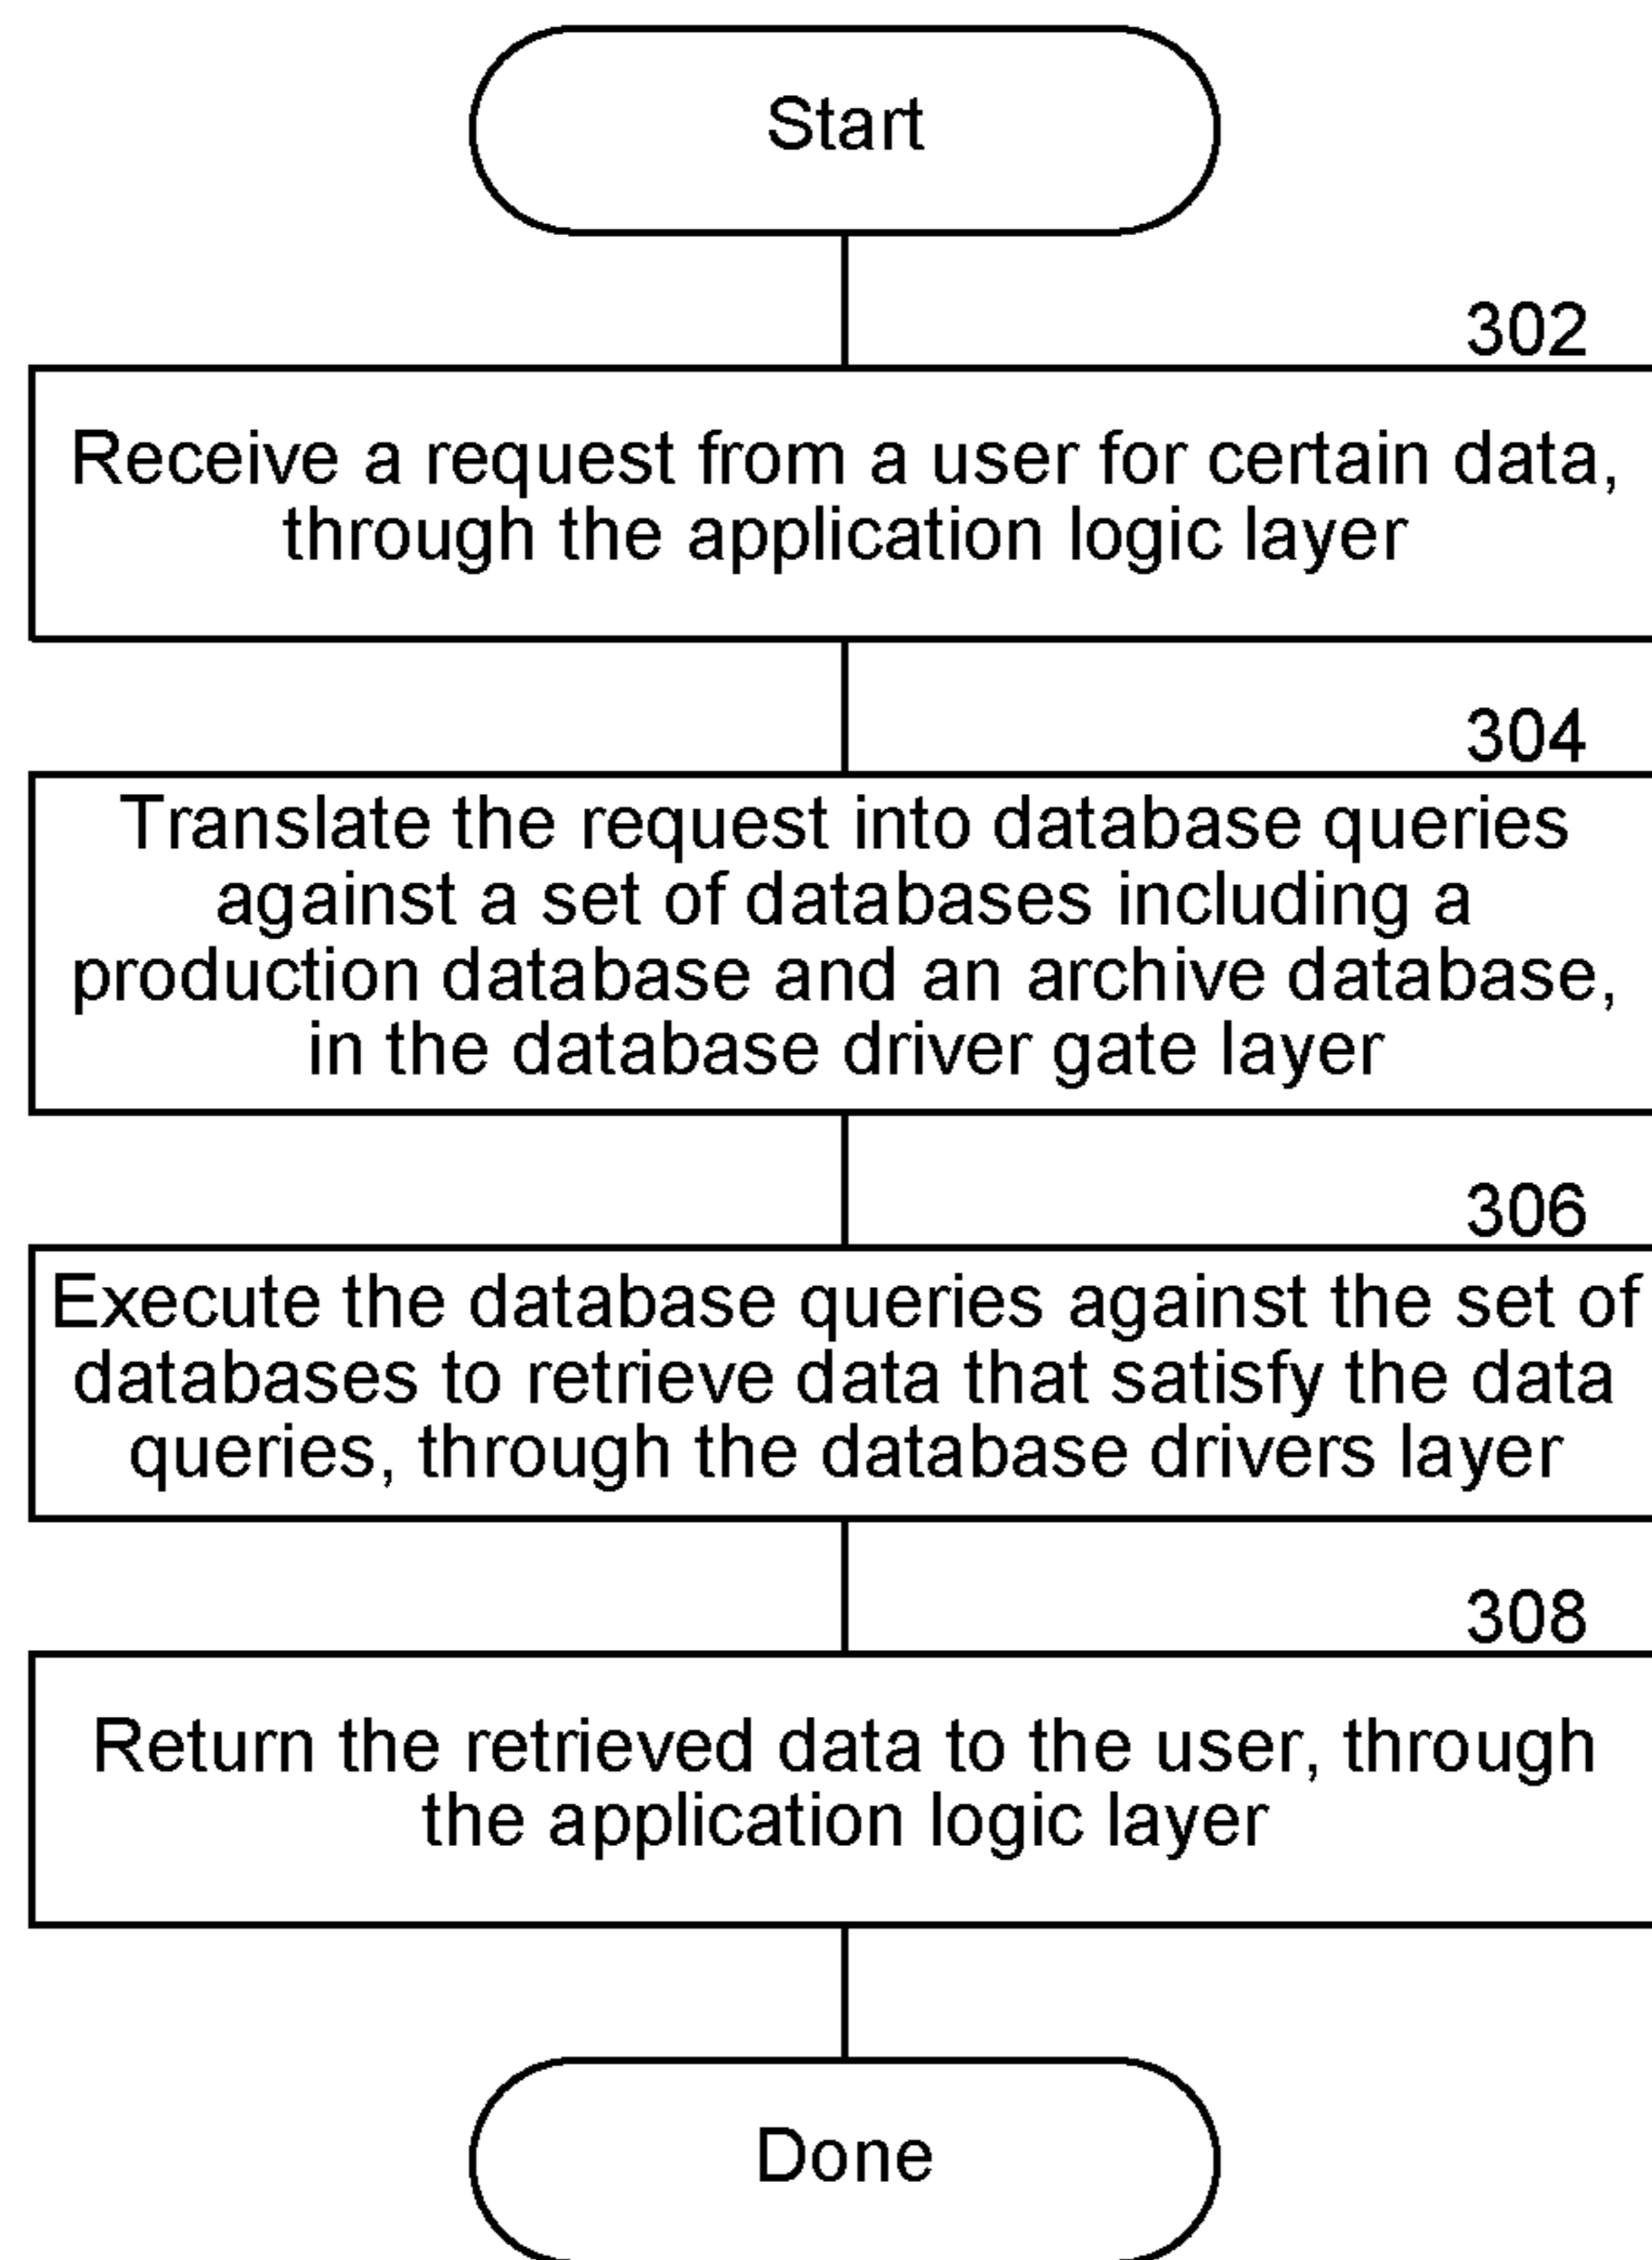 Start
302
Receive a request from a user for certain data,
through the application logic layer
304
Translate the request into database queries
against a set of databases including a
production database and an archive database,
in the database driver gate layer
306
Execute the database queries against the set of
databases to retrieve data that satisfy the data
queries, through the database drivers layer
308
Return the retrieved data to the user, through
the application logic layer
Done